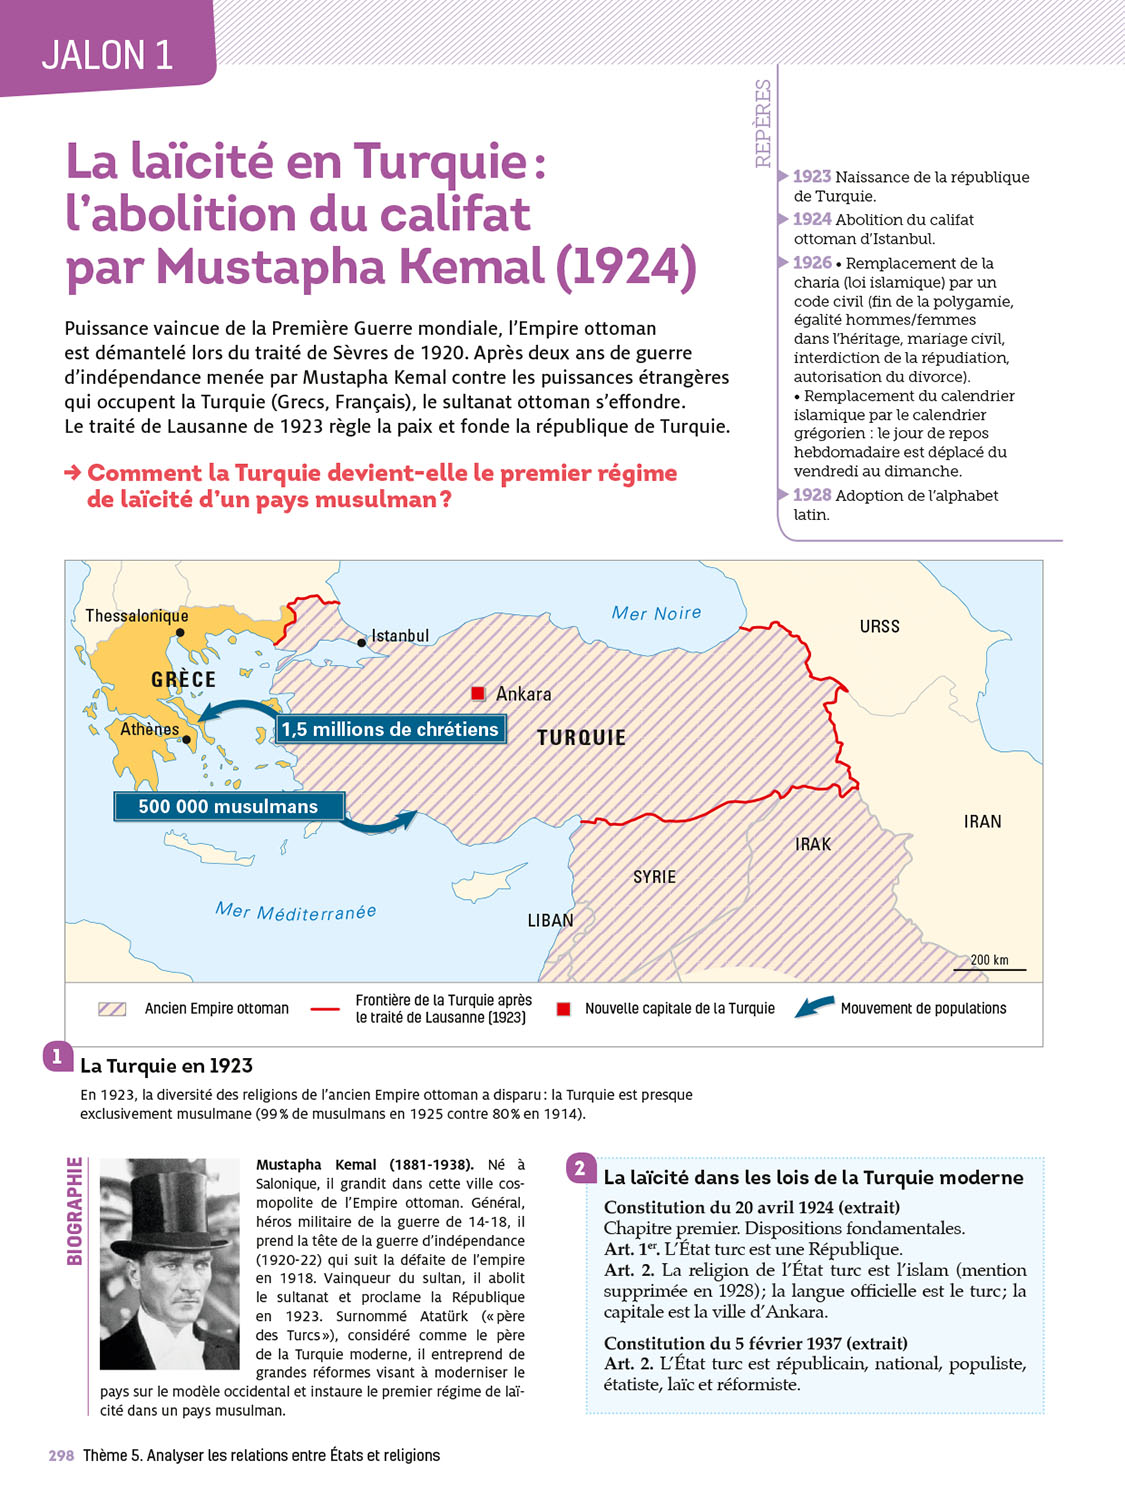 JALON 1
La laïcité en Turquie :
l’abolition du califat
par Mustapha Kemal (1924)
Puissance vaincue de la Première Guerre mondiale, l’Empire ottoman
est démantelé lors du traité de Sèvres de 1920. Après deux ans de guerre
d’indépendance menée par Mustapha Kemal contre les puissances étrangères
qui occupent la Turquie (Grecs, Français), le sultanat ottoman s’effondre.
Le traité de Lausanne de 1923 règle la paix et fonde la république de Turquie.
→ Comment la Turquie devient-elle le premier régime
de laïcité d’un pays musulman ?
REPÈRES
1923 Naissance de la république
de Turquie.
1924 Abolition du califat
ottoman d’Istanbul.
1926 • Remplacement de la
charia (loi islamique) par un
code civil (fin de la polygamie,
égalité hommes/femmes
dans l’héritage, mariage civil,
interdiction de la répudiation,
autorisation du divorce).
• Remplacement du calendrier
islamique par le calendrier
grégorien : le jour de repos
hebdomadaire est déplacé du
vendredi au dimanche.
1928 Adoption de l’alphabet
latin.
Thessalonique
Istanbul
Mer Noire
URSS
GRÈCE
Ankara
Athènes
1,5 millions de chrétiens
TURQUIE
500 000 musulmans
IRAN
IRAK
SYRIE
Mer Méditerranée
LIBAN
200 km
Ancien Empire ottoman
Frontière de la Turquie après
le traité de Lausanne (1923)
Nouvelle capitale de la Turquie
Mouvement de populations
1
La Turquie en 1923
En 1923, la diversité des religions de l’ancien Empire ottoman a disparu : la Turquie est presque
exclusivement musulmane (99 % de musulmans en 1925 contre 80 % en 1914).
BIOGRAPHIE
Mustapha Kemal (1881-1938). Né à
Salonique, il grandit dans cette ville cos-
mopolite de l’Empire ottoman. Général,
héros militaire de la guerre de 14-18, il
prend la tête de la guerre d’indépendance
(1920-22) qui suit la défaite de l’empire
en 1918. Vainqueur du sultan, il abolit
le sultanat et proclame la République
en 1923. Surnommé Atatürk (« père
des Turcs »), considéré comme le père
de la Turquie moderne, il entreprend de
grandes réformes visant à moderniser le
pays sur le modèle occidental et instaure le premier régime de laï-
cité dans un pays musulman.
2
La laïcité dans les lois de la Turquie moderne
Constitution du 20 avril 1924 (extrait)
Chapitre premier. Dispositions fondamentales.
Art. 1er. L’État turc est une République.
Art. 2. La religion de l’État turc est l’islam (mention
supprimée en 1928) ; la langue officielle est le turc ; la
capitale est la ville d’Ankara.
Constitution du 5 février 1937 (extrait)
Art. 2. L’État turc est républicain, national, populiste,
étatiste, laïc et réformiste.
298 Thème 5. Analyser les relations entre États et religions